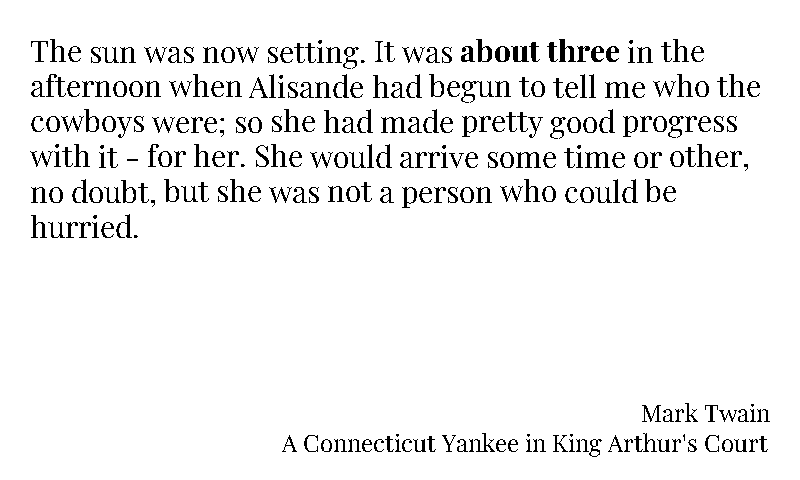 The sun was now setting. It was about three in the
afternoon when Alisande had begun to tell me who the
cowboys were; so she had made pretty good progress
with it - for her. She would arrive some time or other,
no doubt, but she was not a person who could be
hurried.
Mark Twain
A Connecticut Yankee in King Arthur's Court